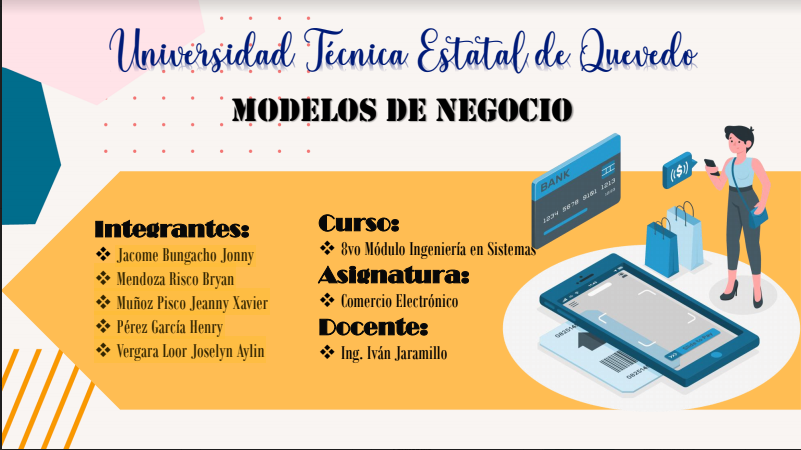 Universidad Técnica Estatal de Quevedo
MODELOS DE NEGOCIO
Integrantes:
❖ Jacome Bungacho Jonny
❖ Mendoza Risco Bryan
❖ Muñoz Pisco Jeanny Xavier
❖ Pérez García Henry
❖ Vergara Loor Joselyn Aylin
Curso:
❖ 8vo Módulo Ingeniería en Sistemas
Asignatura:
❖ Comercio Electrónico
Docente:
❖ Ing. Iván Jaramillo
BANK
1234 5678 9101 1213
($)